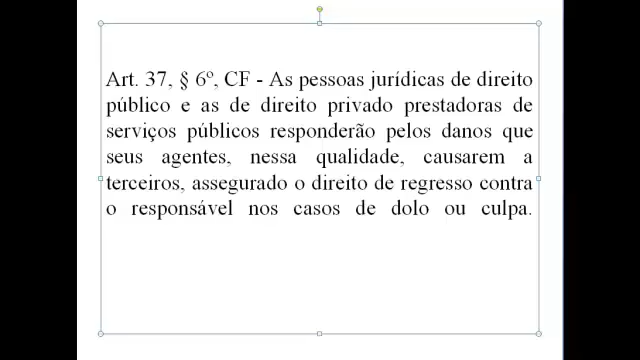 Art. 37, § 6º, CF - As pessoas jurídicas de direito
público e as de direito privado prestadoras de
serviços públicos responderão pelos danos que
seus agentes, nessa qualidade, causarem a
terceiros, assegurado o direito de regresso contra
o responsável nos casos de dolo ou culpa.